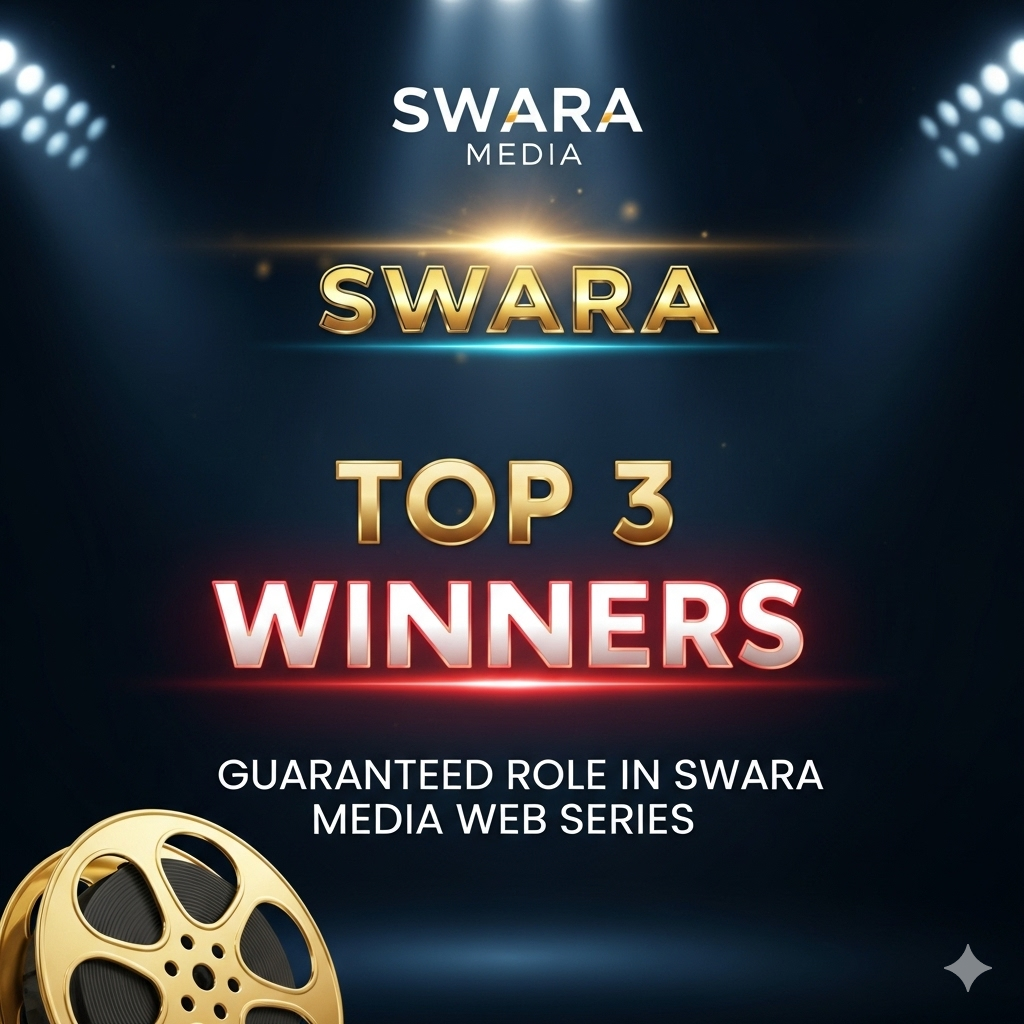 SWARA
MEDIA
SWARA
TOP 3
WINNERS
GUARANTEED ROLE IN SWARA
MEDIA WEB SERIES